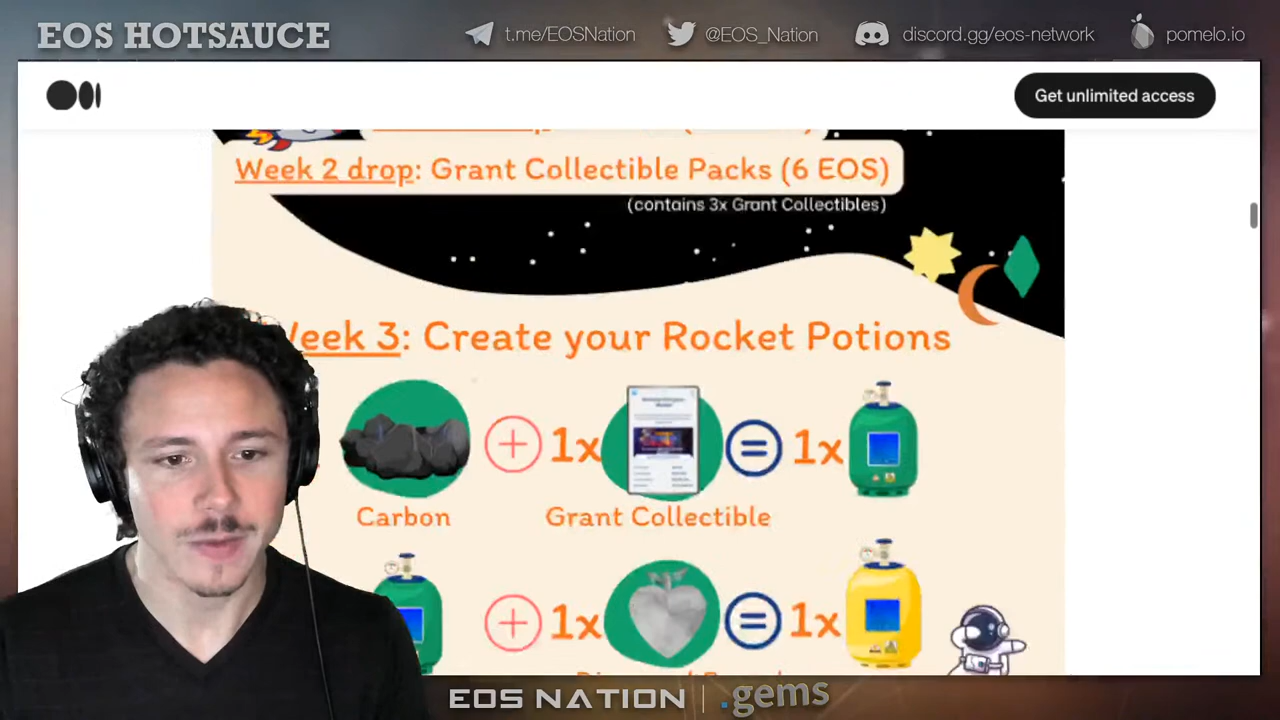 EOS HOTSAUCE
t.me/EOSNation
@EOS_Nation
discord.gg/eos-network
pomelo.io
Get unlimited access
Week 2 drop: Grant Collectible Packs (6 EOS)
(contains 3x Grant Collectibles)
Week 3: Create your Rocket Potions
1x
1x
Carbon
Grant Collectible
1x
1x
EOS NATION | .gems